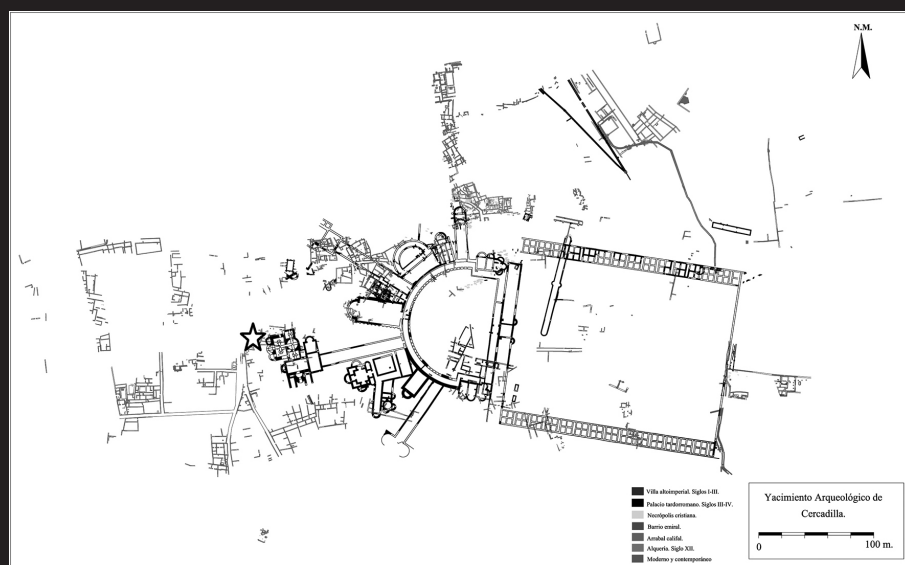 N.M.
Villa altoimperial. Siglos I-III.
Palacio tardorromano. Siglos III-IV.
Necrópolis cristiana.
Barrio emiral.
Arrabal califal.
Alquería. Siglo XII.
Moderno y contemporáneo
Yacimiento Arqueológico de
Cercadilla.
0 100 m.